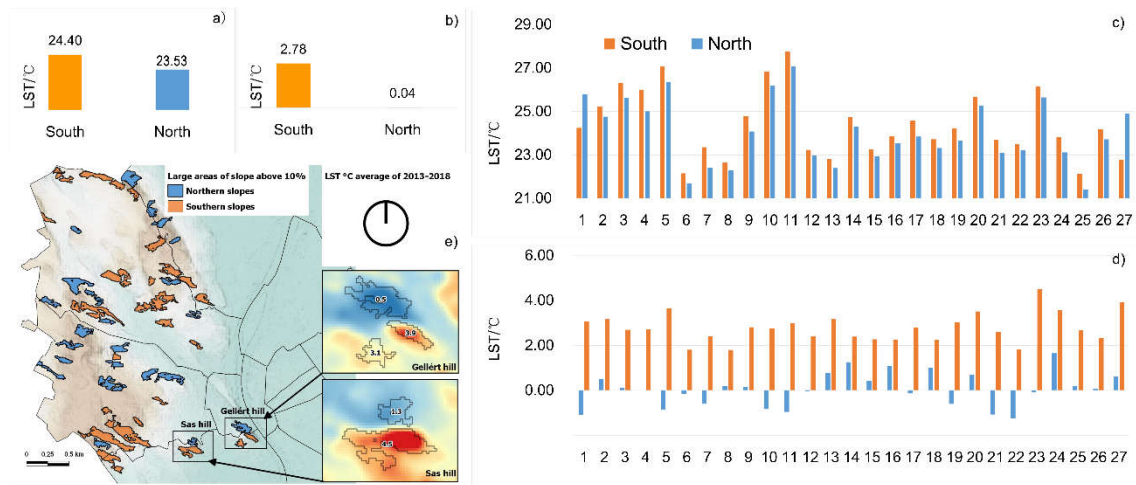 a)
24.40
23.53
LST/°C
South
North
b)
2.78
0.04
LST/°C
South
North
c)
29.00
27.00
25.00
23.00
21.00
LST/°C
South
North
1 2 3 4 5 6 7 8 9 10 11 12 13 14 15 16 17 18 19 20 21 22 23 24 25 26 27
d)
6.00
4.00
2.00
0.00
-2.00
LST/°C
1 2 3 4 5 6 7 8 9 10 11 12 13 14 15 16 17 18 19 20 21 22 23 24 25 26 27
Large areas of slope above 10%
Northern slopes
Southern slopes
LST °C average of 2013-2018
e)
0.5
3.9
3.1
Gellért hill
1.3
4.5
Sas hill
Gellért hill
Sas hill
0 0.25 0.5 km